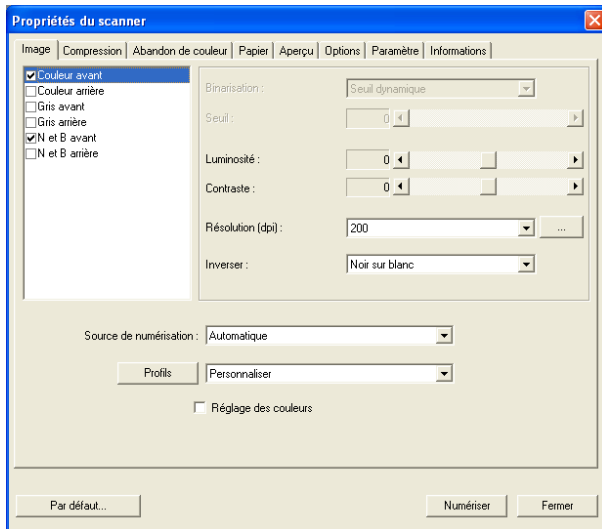 Propriétés du scanner
Image Compression Abandon de couleur Papier Aperçu Options Paramètre Informations
Couleur avant
Couleur arrière
Gris avant
Gris arrière
N et B avant
N et B arrière
Binarisation : Seuil dynamique
Seuil : 0
Luminosité : 0
Contraste : 0
Résolution (dpi) : 200 ...
Inverser : Noir sur blanc
Source de numérisation : Automatique
Profils Personnaliser
Réglage des couleurs
Par défaut... Numériser Fermer